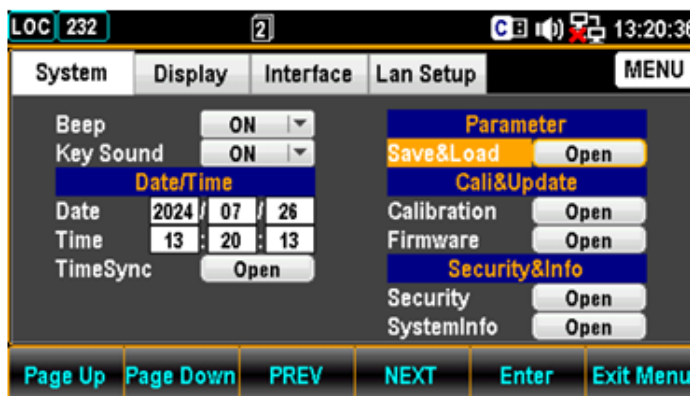 LOC 232 2 C 13:20:36
System Display Interface Lan Setup MENU
Beep ON
Key Sound ON
Date/Time
Date 2024 / 07 / 26
Time 13 : 20 : 13
TimeSync Open
Parameter
Save&Load Open
Cali&Update
Calibration Open
Firmware Open
Security&Info
Security Open
SystemInfo Open
Page Up Page Down PREV NEXT Enter Exit Menu